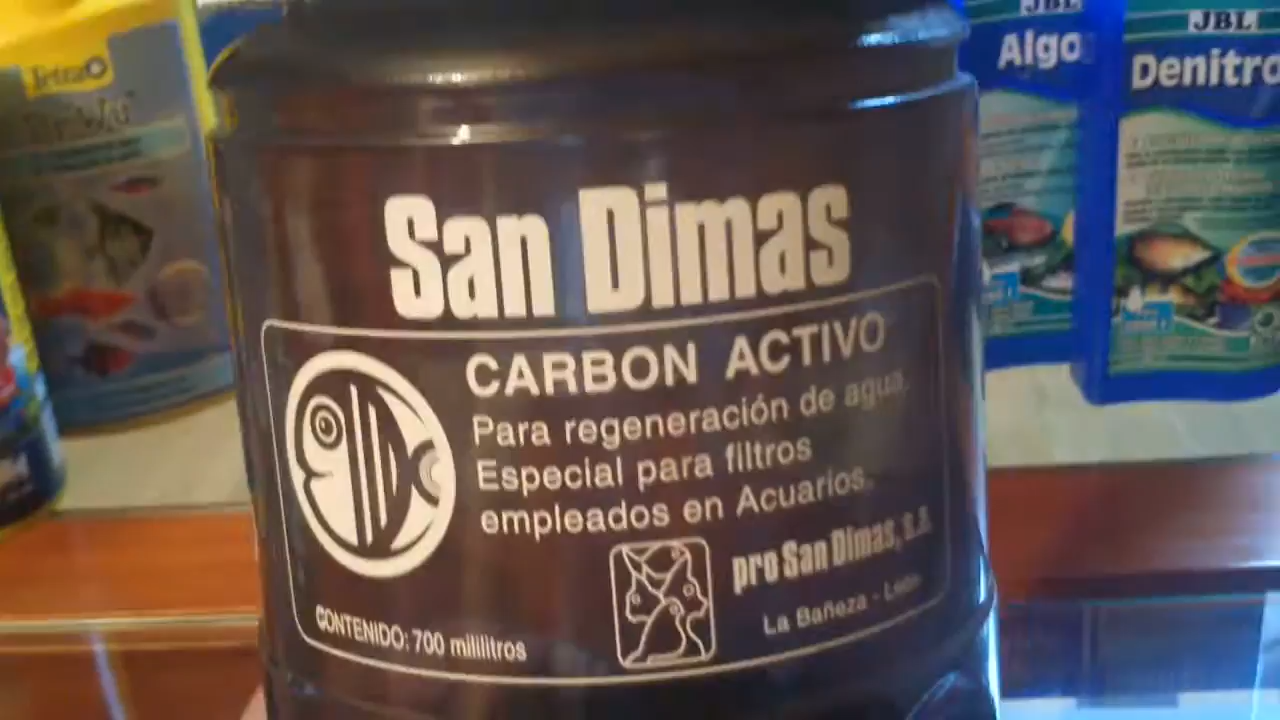 San Dimas
CARBON ACTIVO
Para regeneración de agua.
Especial para filtros
empleados en Acuarios.
pro San Dimas, S.A.
La Bañeza - León
CONTENIDO: 700 mililitros
Tetra
JBL
Algo
JBL
Denitro